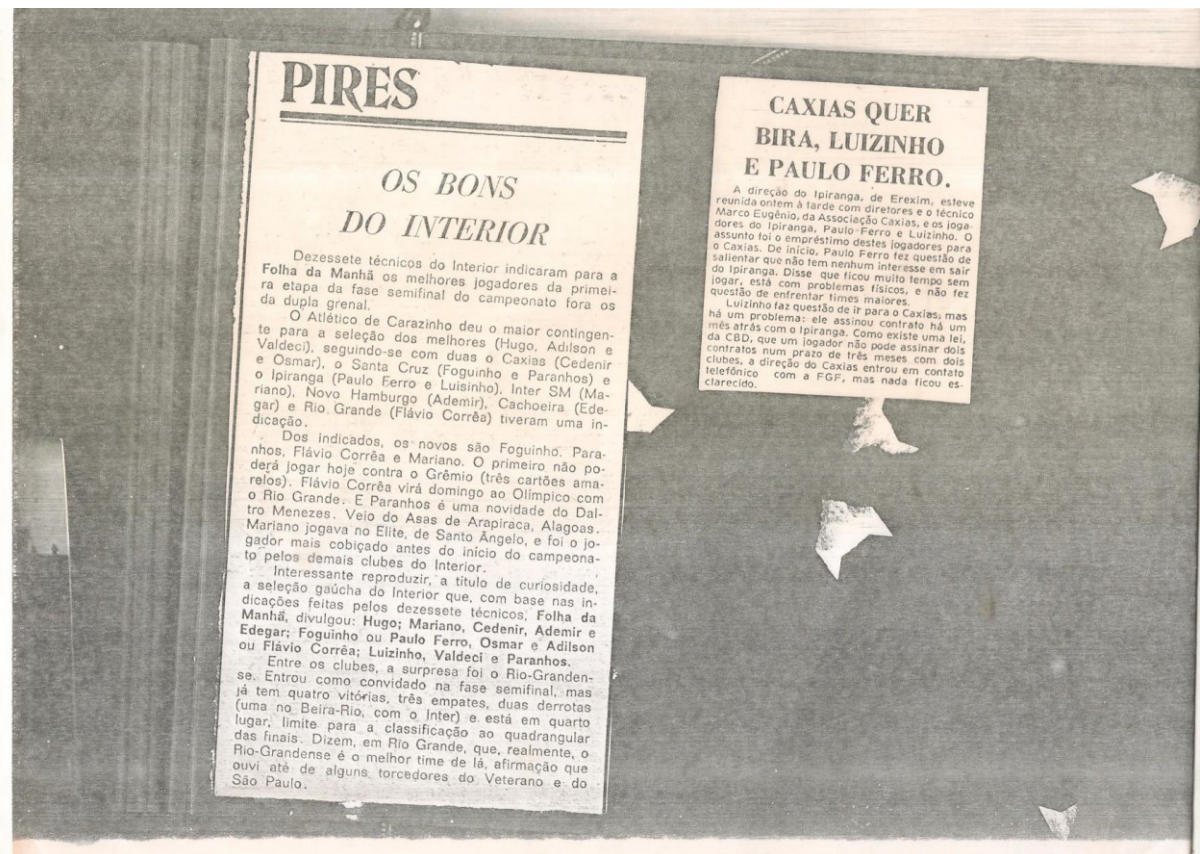 PIRES
OS BONS
DO INTERIOR
Dezessete técnicos do Interior indicaram para a
Folha da Manhã os melhores jogadores da primei-
ra etapa da fase semifinal do campeonato fora os
da dupla grenal.
O Atlético de Carazinho deu o maior contingen-
te para a seleção dos melhores (Hugo, Adilson e
Valdeci), seguindo-se com duas o Caxias (Cedenir
e Osmar), o Santa Cruz (Foguinho e Paranhos) e
o Ipiranga (Paulo Ferro e Luisinho), Inter SM (Ma-
riano), Novo Hamburgo (Ademir), Cachoeira (Ede-
gar) e Rio Grande (Flávio Corrêa) tiveram uma in-
dicação.
Dos indicados, os novos são Foguinho. Para-
nhos, Flávio Corrêa e Mariano. O primeiro não po-
derá jogar hoje contra o Grêmio (três cartões ama-
relos). Flávio Corrêa virá domingo ao Olímpico com
o Rio Grande. E Paranhos é uma novidade do Dal-
tro Menezes. Veio do Asas de Arapiraca, Alagoas.
Mariano jogava no Elite, de Santo Ângelo, e foi o jo-
gador mais cobiçado antes do início do campeona-
to pelos demais clubes do Interior.
Interessante reproduzir, a título de curiosidade,
a seleção gaúcha do Interior que, com base nas in-
dicações feitas pelos dezessete técnicos, Folha da
Manhã, divulgou: Hugo; Mariano, Cedenir, Ademir e
Edegar; Foguinho ou Paulo Ferro, Osmar e Adilson
ou Flávio Corrêa; Luizinho, Valdeci e Paranhos.
Entre os clubes, a surpresa foi o Rio-Granden-
se. Entrou como convidado na fase semifinal, mas
já tem quatro vitórias, três empates, duas derrotas
(uma no Beira-Rio, com o Inter) e está em quarto
lugar, limite para a classificação ao quadrangular
das finais. Dizem, em Rio Grande, que, realmente, o
Rio-Grandense é o melhor time de lá, afirmação que
ouvi até de alguns torcedores do Veterano e do
São Paulo.
CAXIAS QUER
BIRA, LUIZINHO
E PAULO FERRO.
A direção do Ipiranga, de Erexim, esteve
reunida ontem à tarde com diretores e o técnico
Marco Eugênio, da Associação Caxias, e os joga-
dores do Ipiranga, Paulo Ferro e Luizinho. O
assunto foi o empréstimo destes jogadores para
o Caxias. De início, Paulo Ferro fez questão de
salientar que não tem nenhum interesse em sair
do Ipiranga. Disse que ficou muito tempo sem
jogar, está com problemas físicos, e não fez
questão de enfrentar times maiores.
Luizinho faz questão de ir para o Caxias, mas
há um problema: ele assinou contrato há um
mês atrás com o Ipiranga. Como existe uma lei,
da CBD, que um jogador não pode assinar dois
contratos num prazo de três meses com dois
clubes, a direção do Caxias entrou em contato
telefônico com a FGF, mas nada ficou es-
clarecido.